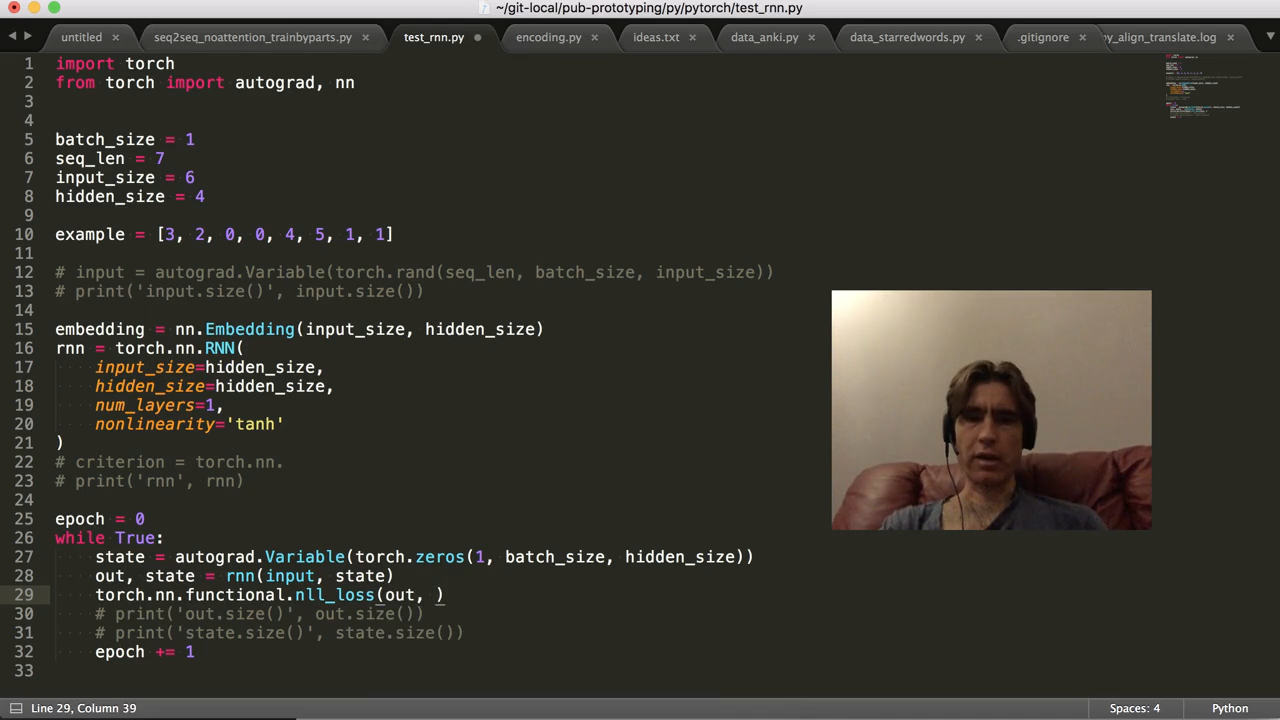 ~/git-local/pub-prototyping/py/pytorch/test_rnn.py
untitled
seq2seq_noattention_trainbyparts.py
test_rnn.py
encoding.py
ideas.txt
data_anki.py
data_starredwords.py
.gitignore
y_align_translate.log
1 import torch
2 from torch import autograd, nn
3
4
5 batch_size = 1
6 seq_len = 7
7 input_size = 6
8 hidden_size = 4
9
10 example = [3, 2, 0, 0, 4, 5, 1, 1]
11
12 # input = autograd.Variable(torch.rand(seq_len, batch_size, input_size))
13 # print('input.size()', input.size())
14
15 embedding = nn.Embedding(input_size, hidden_size)
16 rnn = torch.nn.RNN(
17     input_size=hidden_size,
18     hidden_size=hidden_size,
19     num_layers=1,
20     nonlinearity='tanh'
21 )
22 # criterion = torch.nn.
23 # print('rnn', rnn)
24
25 epoch = 0
26 while True:
27     state = autograd.Variable(torch.zeros(1, batch_size, hidden_size))
28     out, state = rnn(input, state)
29     torch.nn.functional.nll_loss(out, )
30     # print('out.size()', out.size())
31     # print('state.size()', state.size())
32     epoch += 1
33
Line 29, Column 39
Spaces: 4
Python